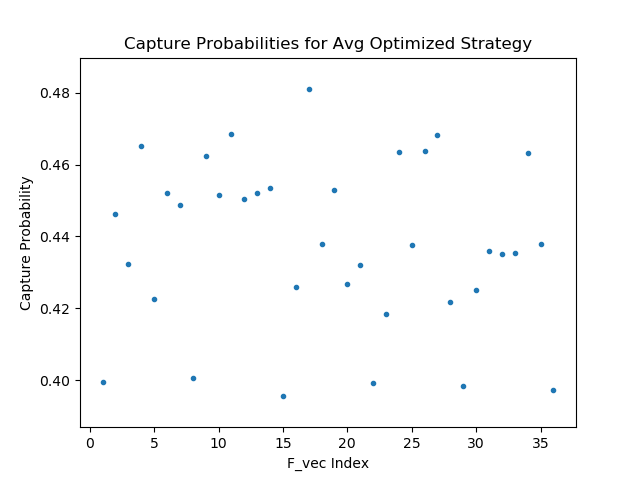 Capture Probabilities for Avg Optimized Strategy
Capture Probability
0.48
0.46
0.44
0.42
0.40
0 5 10 15 20 25 30 35
F_vec Index